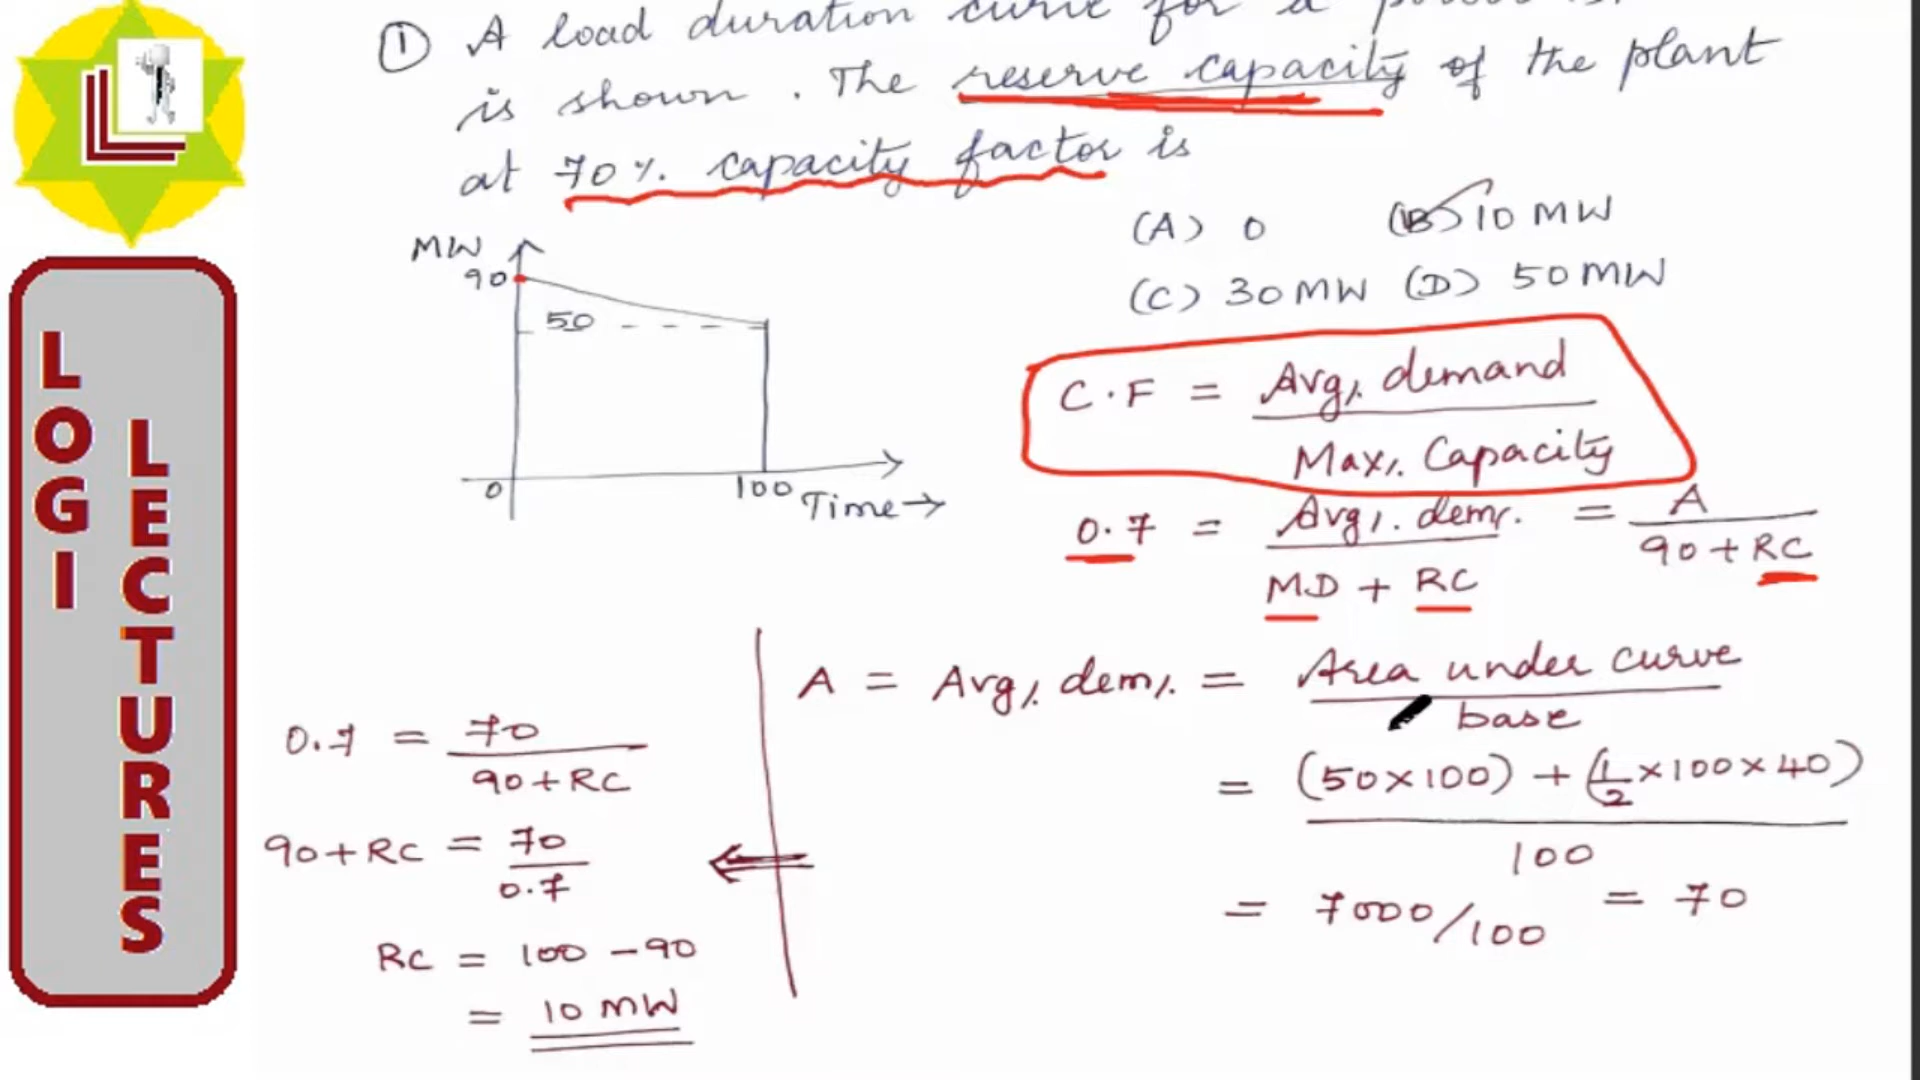 ① A load duration curve for a
is shown. The reserve capacity of the plant
at 70% capacity factor is
(A) 0 (B) 10 MW
(C) 30 MW (D) 50 MW
MW
90
50
0
100
Time →
C.F = Avg. demand / Max. Capacity
0.7 = Avg. dem. / MD + RC = A / 90 + RC
A = Avg. dem. = Area under curve / base
= (50×100) + (1/2 ×100×40) / 100
= 7000/100 = 70
0.7 = 70 / 90+RC
90+RC = 70 / 0.7
RC = 100 - 90
= 10 MW
LOGI
LECTURES